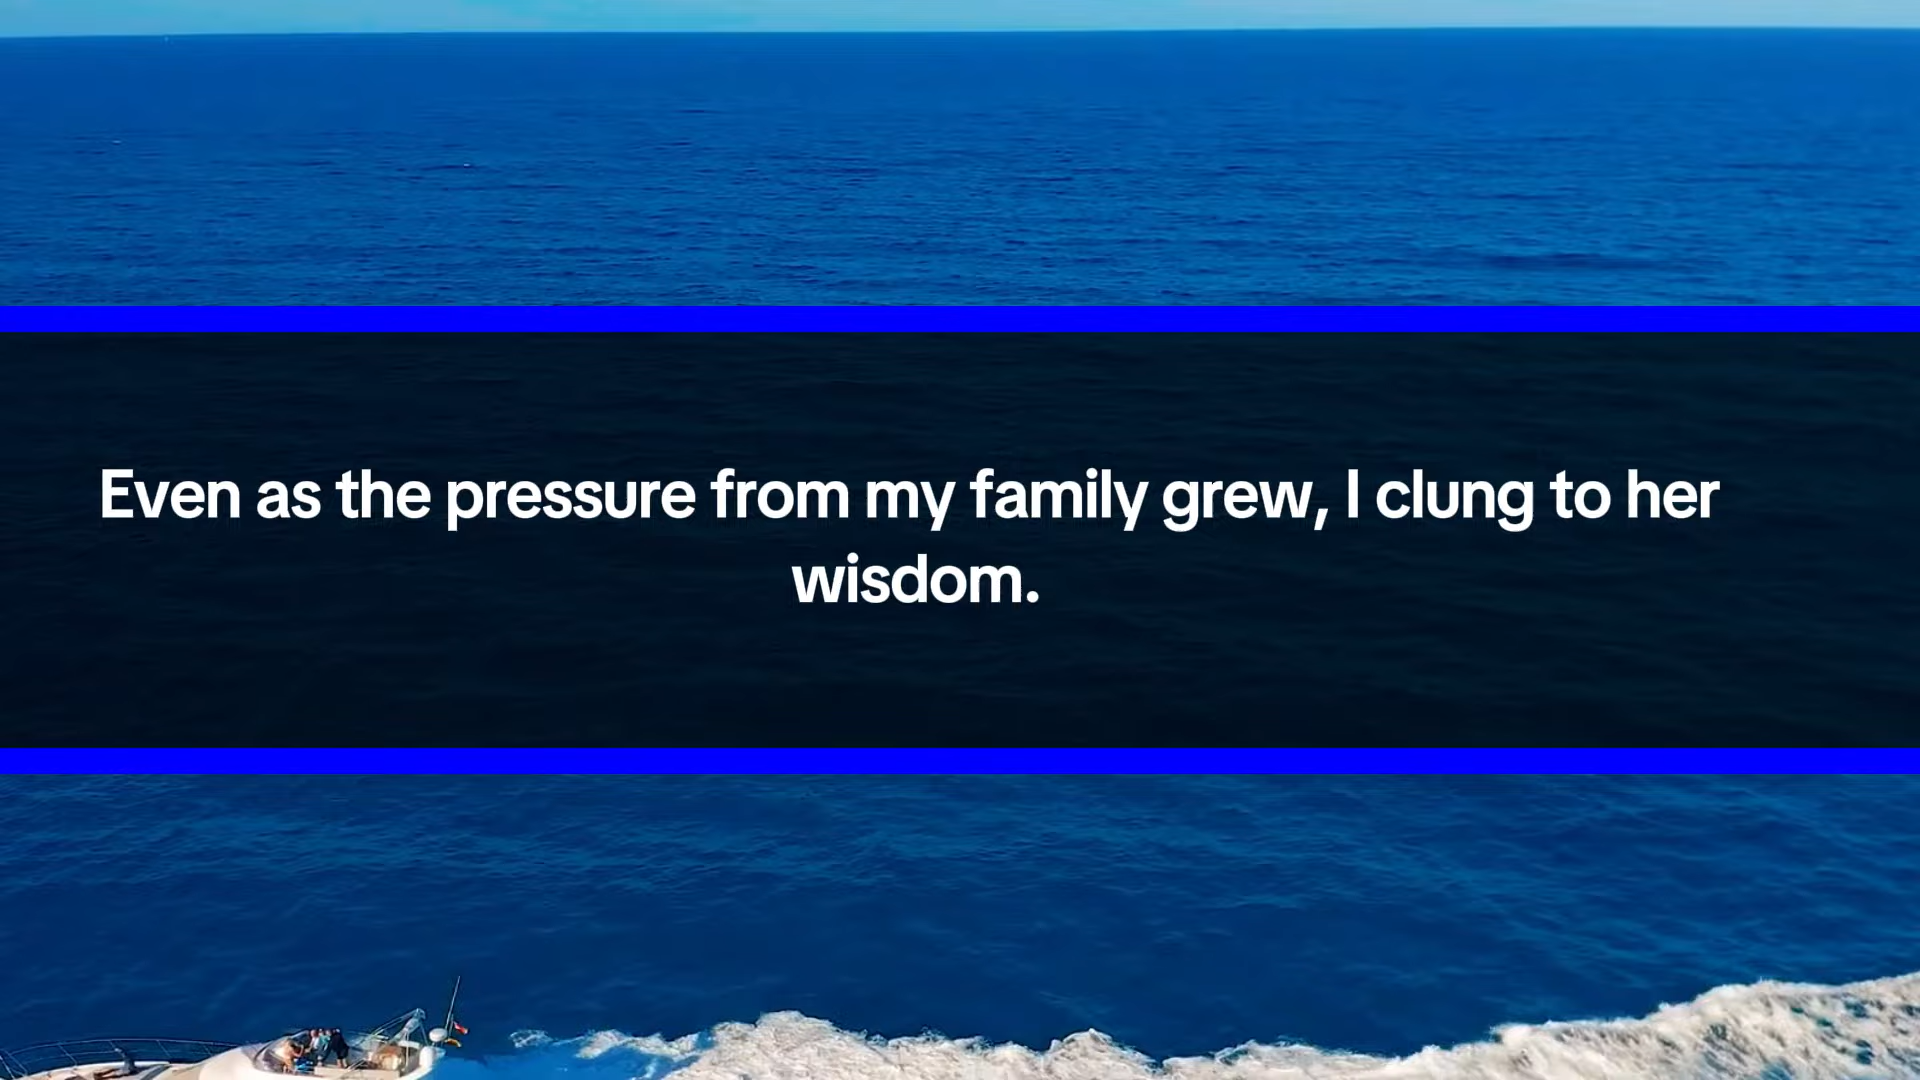 Even as the pressure from my family grew, I clung to her
wisdom.